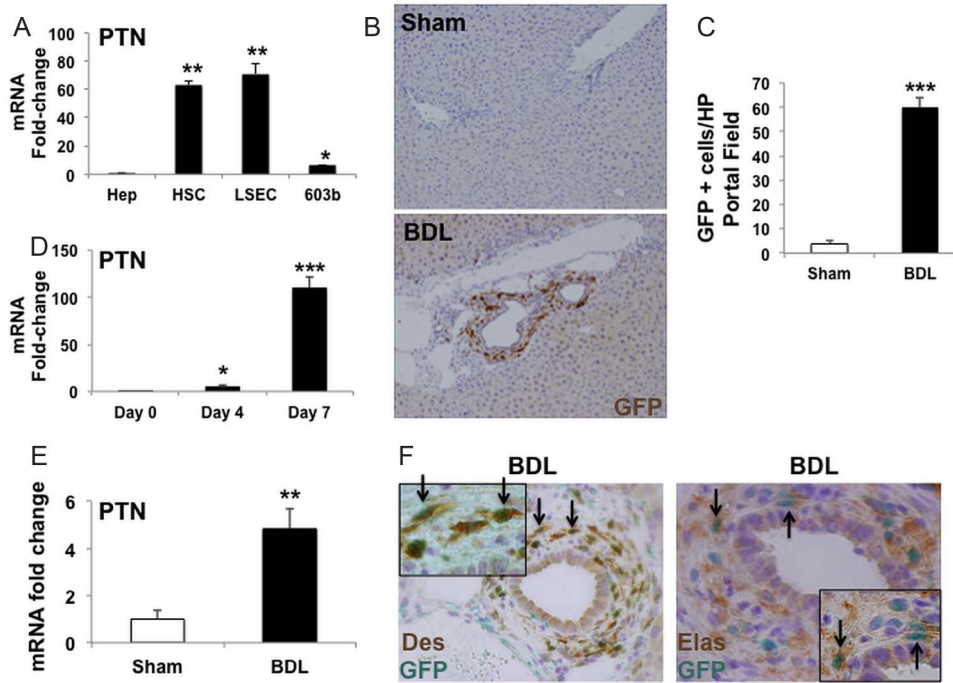 A
PTN
mRNA
Fold-change
100
80
60
40
20
0
**
**
*
Hep HSC LSEC 603b
B
Sham
BDL
GFP
C
GFP + cells/HP
Portal Field
70
60
50
40
30
20
10
0
***
Sham BDL
D
PTN
mRNA
Fold-change
150
100
50
0
*
***
Day 0 Day 4 Day 7
E
PTN
mRNA fold change
6
4
2
0
**
Sham BDL
F
BDL
Des
GFP
BDL
Elas
GFP